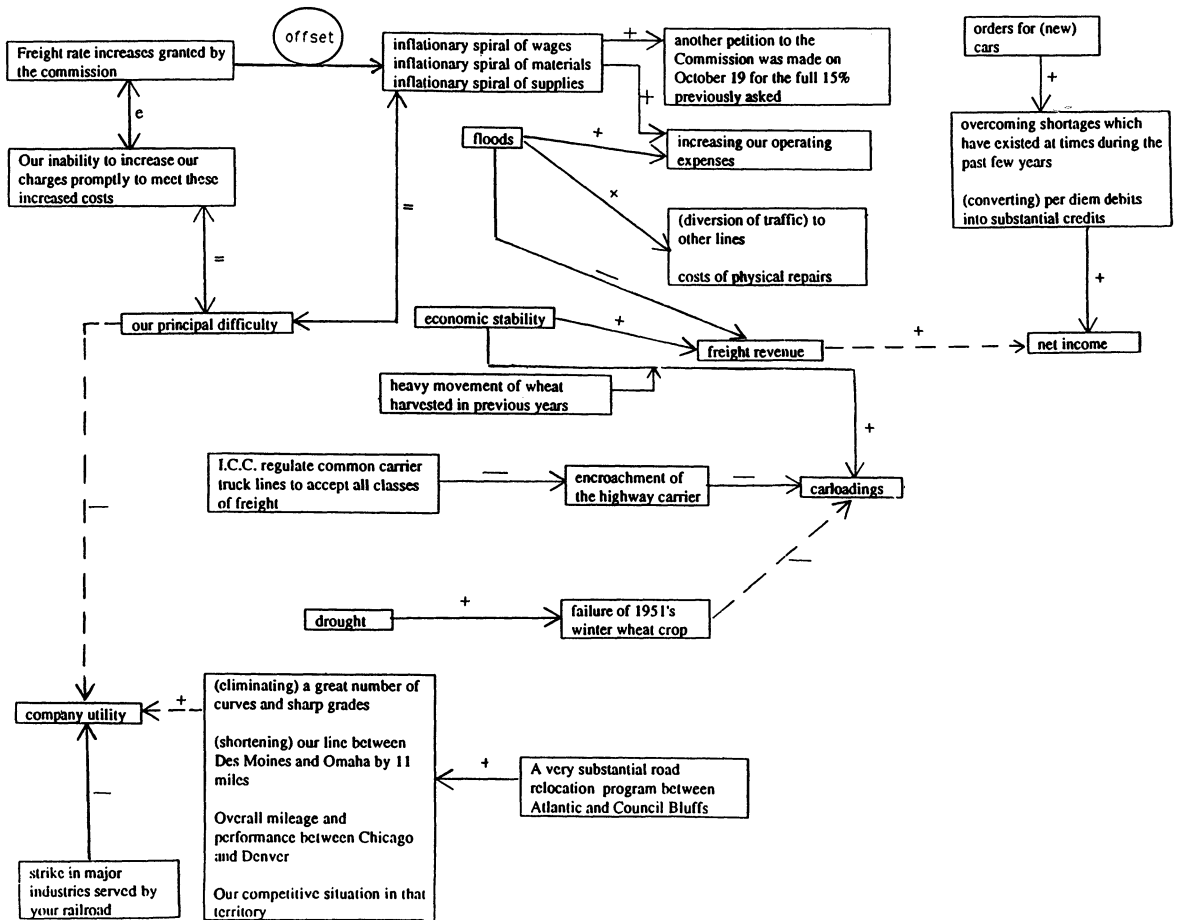 Freight rate increases granted by
the commission
offset
inflationary spiral of wages
inflationary spiral of materials
inflationary spiral of supplies
+
another petition to the
Commission was made on
October 19 for the full 15%
previously asked
orders for (new)
cars
+
e
+
floods
+
increasing our operating
expenses
overcoming shortages which
have existed at times during the
past few years
(converting) per diem debits
into substantial credits
Our inability to increase our
charges promptly to meet these
increased costs
=
×
(diversion of traffic) to
other lines
costs of physical repairs
=
—
+
our principal difficulty
economic stability
+
freight revenue
+
net income
heavy movement of wheat
harvested in previous years
+
I.C.C. regulate common carrier
truck lines to accept all classes
of freight
—
encroachment of
the highway carrier
—
carloadings
—
—
drought
+
failure of 1951's
winter wheat crop
company utility
+
(eliminating) a great number of
curves and sharp grades
(shortening) our line between
Des Moines and Omaha by 11
miles
Overall mileage and
performance between Chicago
and Denver
Our competitive situation in that
territory
+
A very substantial road
relocation program between
Atlantic and Council Bluffs
—
strike in major
industries served by
your railroad